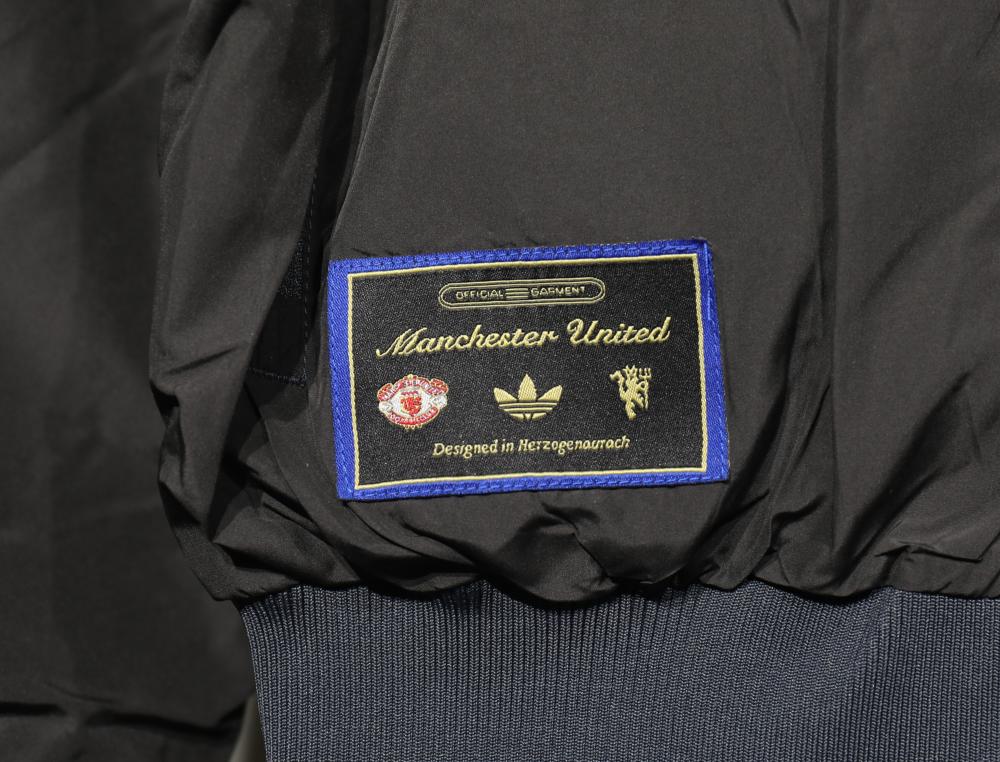 OFFICIAL GARMENT
Manchester United
Designed in Herzogenaurach